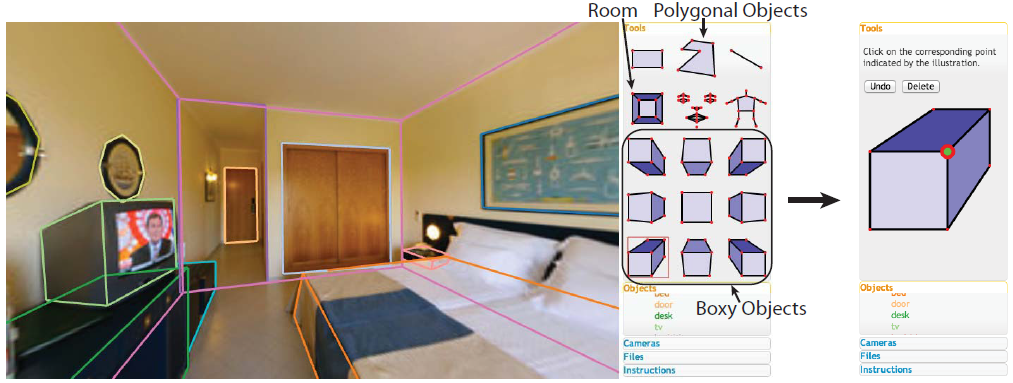 Room
Polygonal Objects
Tools
Boxy Objects
Objects
bed
door
desk
tv
Cameras
Files
Instructions
Tools
Click on the corresponding point
indicated by the illustration.
Undo
Delete
Objects
bed
door
desk
tv
Cameras
Files
Instructions